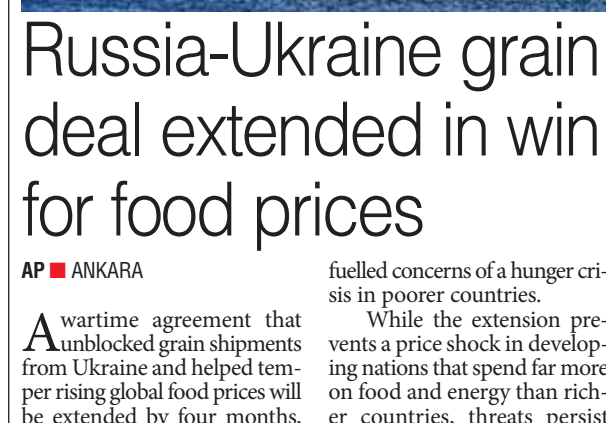 Russia-Ukraine grain
deal extended in win
for food prices
AP ■ ANKARA
A wartime agreement that
unblocked grain shipments
from Ukraine and helped tem-
per rising global food prices will
be extended by four months,
fuelled concerns of a hunger cri-
sis in poorer countries.
While the extension pre-
vents a price shock in develop-
ing nations that spend far more
on food and energy than rich-
er countries, threats persist